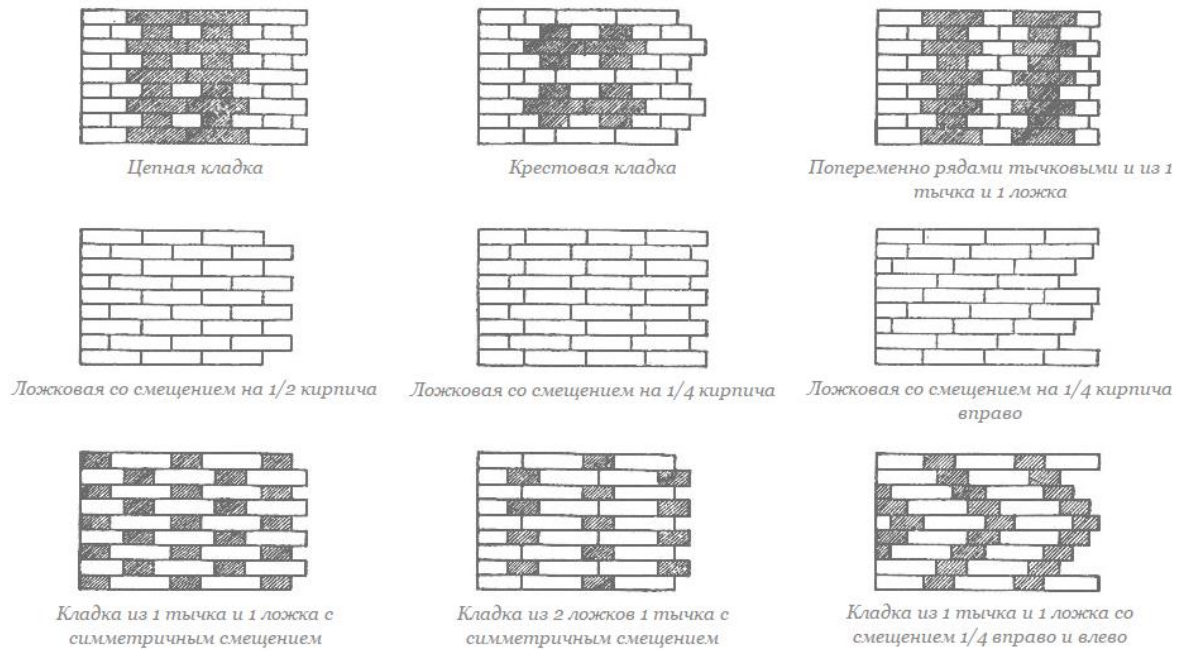 Цепная кладка
Крестовая кладка
Попеременно рядами тычковыми и из 1
тычка и 1 ложка
Ложковая со смещением на 1/2 кирпича
Ложковая со смещением на 1/4 кирпича
Ложковая со смещением на 1/4 кирпича
вправо
Кладка из 1 тычка и 1 ложка с
симметричным смещением
Кладка из 2 ложков 1 тычка с
симметричным смещением
Кладка из 1 тычка и 1 ложка со
смещением 1/4 вправо и влево